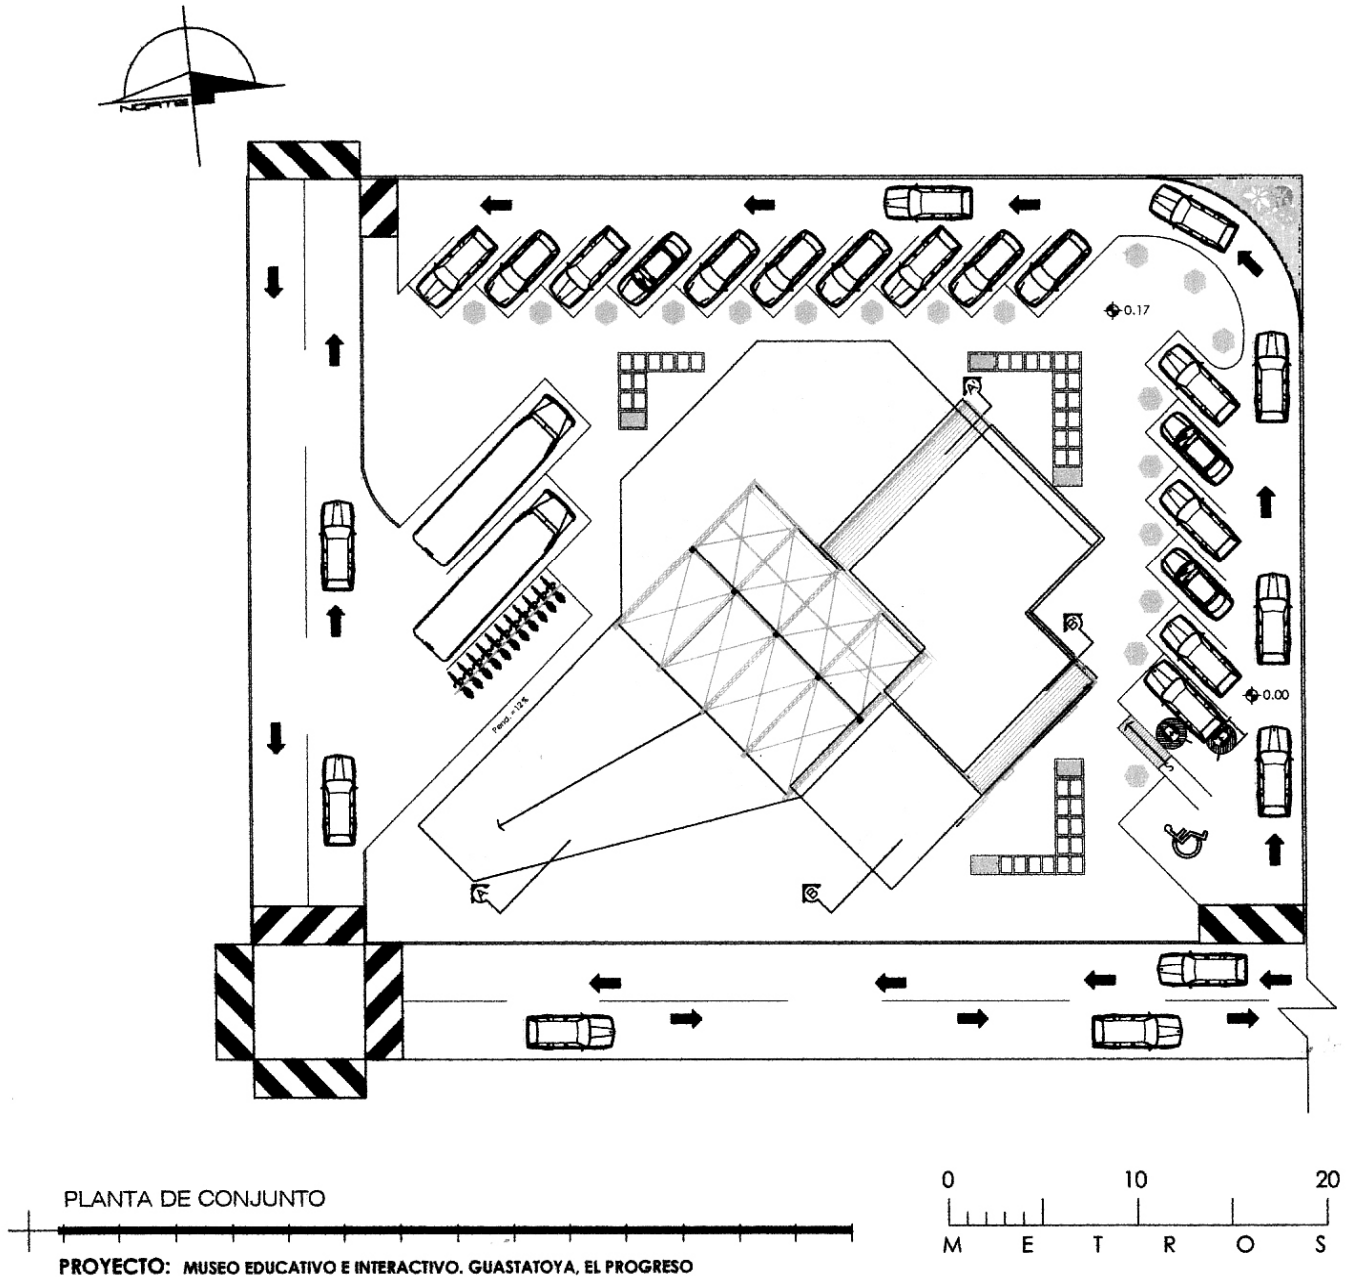 NORTE
0.17
A'
B'
0.00
Pend. = 12%
S
A
B
PLANTA DE CONJUNTO
0 10 20
M E T R O S
PROYECTO: MUSEO EDUCATIVO E INTERACTIVO. GUASTATOYA, EL PROGRESO